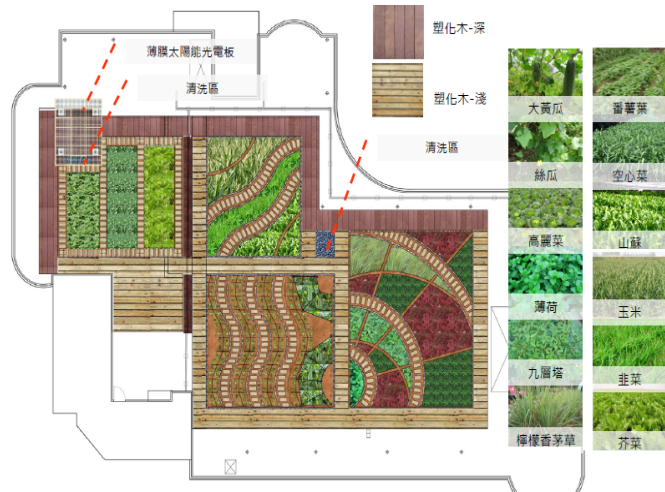 塑化木-深
薄膜太陽能光電板
清洗區
塑化木-淺
清洗區
大黃瓜
番薯葉
絲瓜
空心菜
高麗菜
山蘇
薄荷
玉米
九層塔
韭菜
檸檬香茅草
芥菜